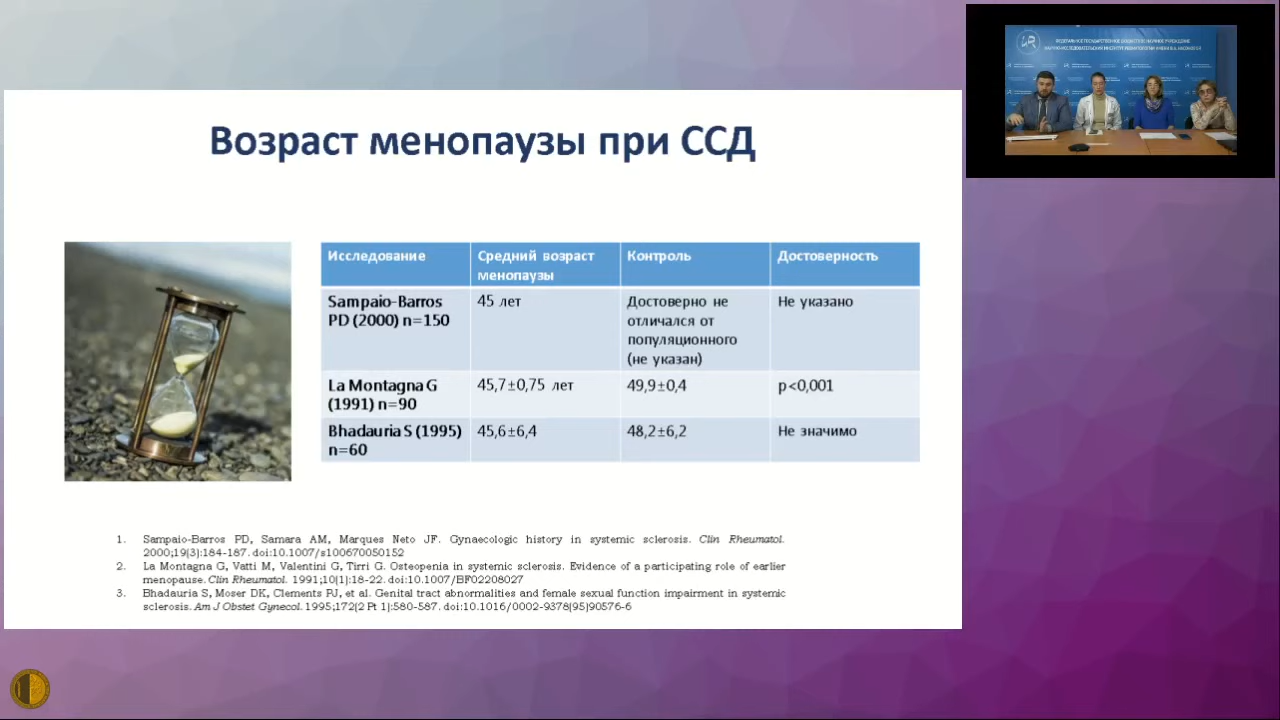 ФЕДЕРАЛЬНОЕ ГОСУДАРСТВЕННОЕ БЮДЖЕТНОЕ НАУЧНОЕ УЧРЕЖДЕНИЕ
Возраст менопаузы при ССД
Исследование
Средний возраст
менопаузы
Контроль
Достоверность
Sampaio-Barros
PD (2000) n=150
45 лет
Достоверно не
отличался от
популяционного
(не указан)
Не указано
La Montagna G
(1991) n=90
45,7±0,75 лет
49,9±0,4
p<0,001
Bhadauria S (1995)
n=60
45,6±6,4
48,2±6,2
Не значимо
1. Sampaio-Barros PD, Samara AM, Marques Neto JF. Gynaecologic history in systemic sclerosis. Clin Rheumatol.
2000;19(3):184-187. doi:10.1007/s100670050152
2. La Montagna G, Vatti M, Valentini G, Tirri G. Osteopenia in systemic sclerosis. Evidence of a participating role of earlier
menopause. Clin Rheumatol. 1991;10(1):18-22. doi:10.1007/BF02208027
3. Bhadauria S, Moser DK, Clements PJ, et al. Genital tract abnormalities and female sexual function impairment in systemic
sclerosis. Am J Obstet Gynecol. 1995;172(2 Pt 1):580-587. doi:10.1016/0002-9378(95)90576-6